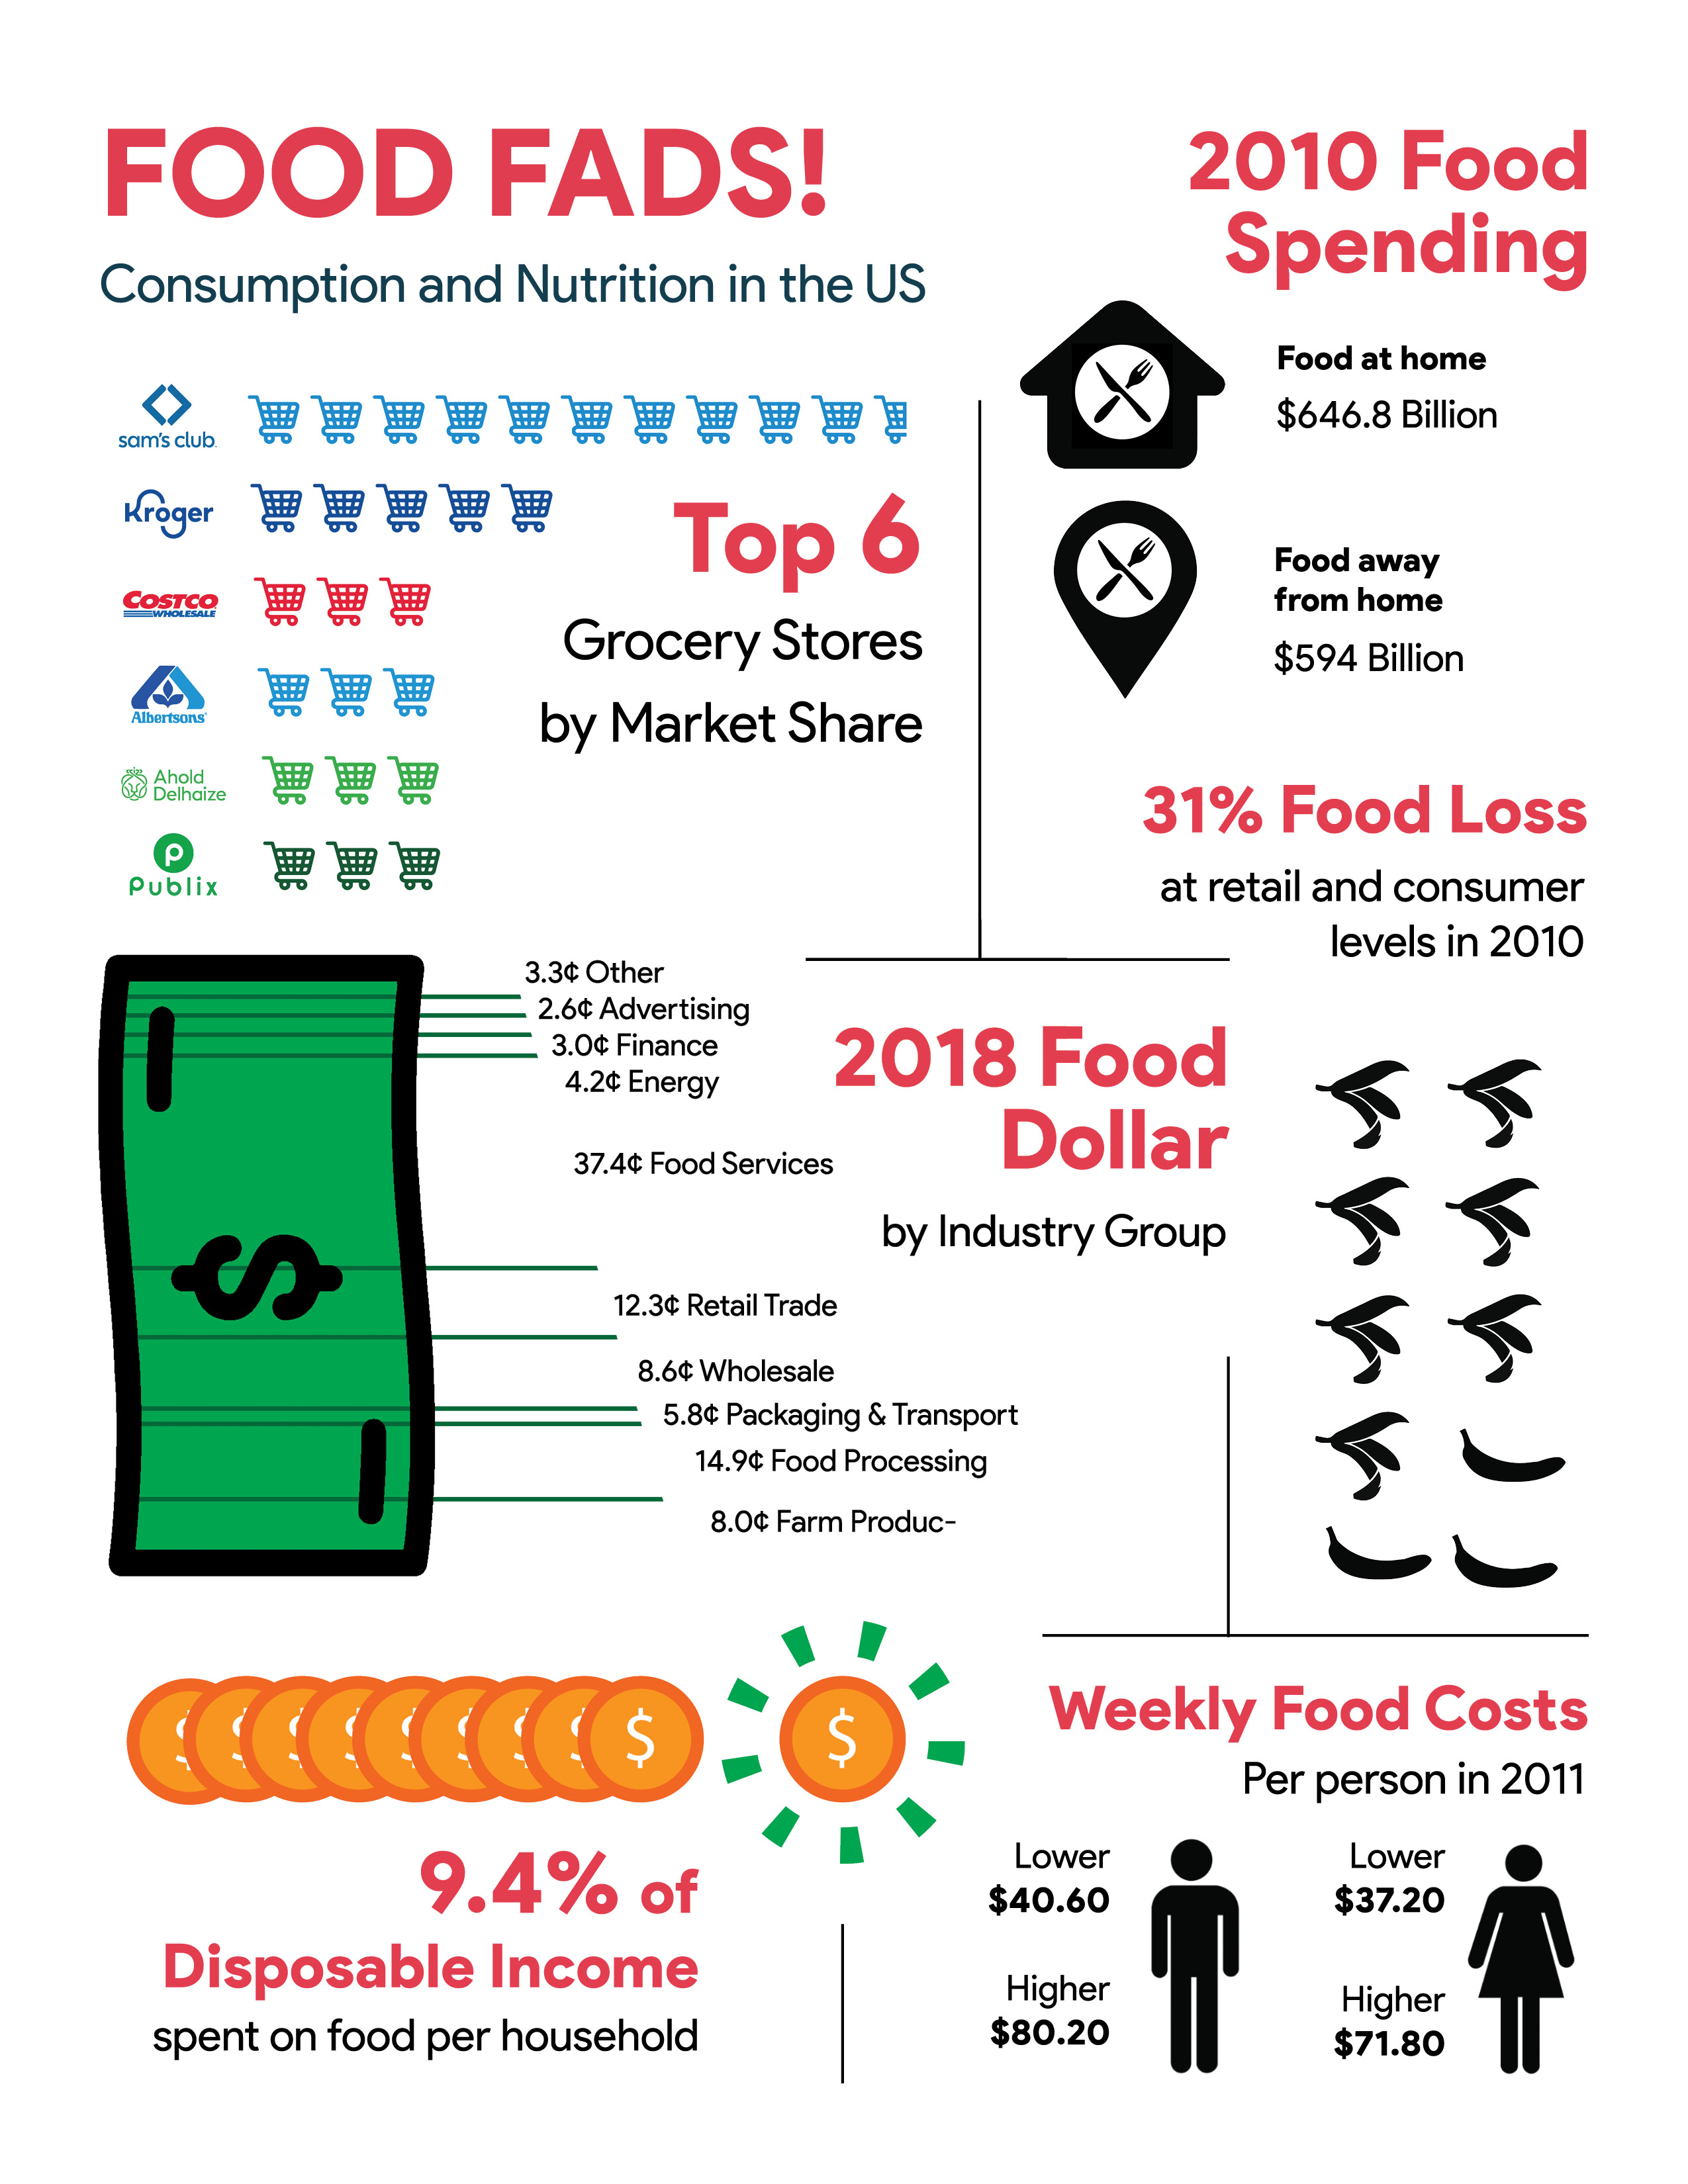 FOOD FADS!
Consumption and Nutrition in the US
sam's club
Kroger
COSTCO
WHOLESALE
Albertsons
Ahold
Delhaize
P
Publix
Top 6
Grocery Stores
by Market Share
2010 Food
Spending
Food at home
$646.8 Billion
Food away
from home
$594 Billion
31% Food Loss
at retail and consumer
levels in 2010
3.3¢ Other
2.6¢ Advertising
3.0¢ Finance
4.2¢ Energy
37.4¢ Food Services
12.3¢ Retail Trade
8.6¢ Wholesale
5.8¢ Packaging & Transport
14.9¢ Food Processing
8.0¢ Farm Produc-
2018 Food
Dollar
by Industry Group
$
$ $ $ $ $ $ $ $ $ $
9.4% of
Disposable Income
spent on food per household
Weekly Food Costs
Per person in 2011
Lower
$40.60
Higher
$80.20
Lower
$37.20
Higher
$71.80